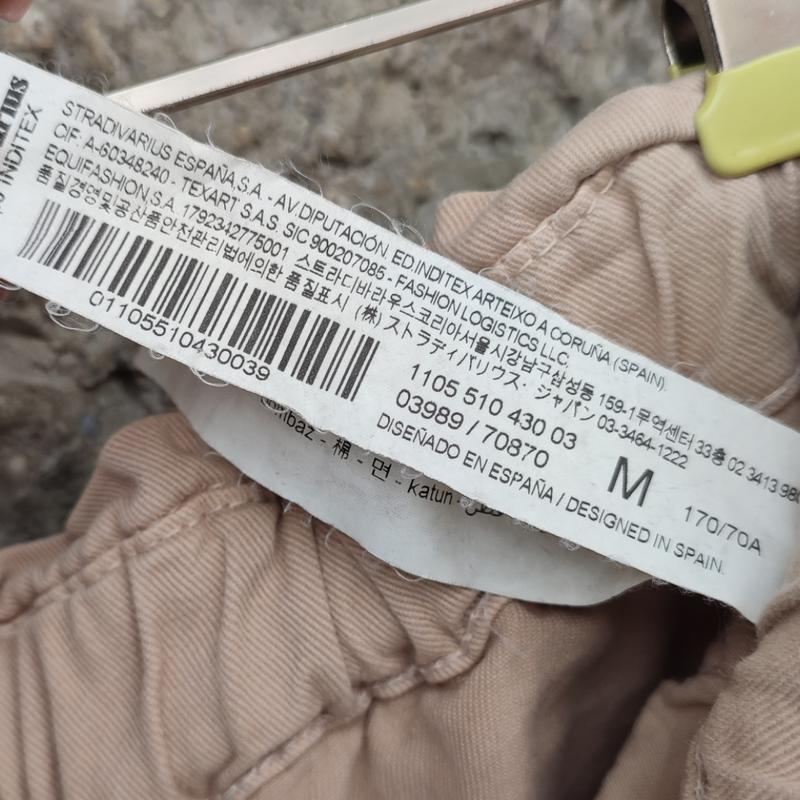 INDITEX
STRADIVARIUS ESPAÑA,S.A. - AV.DIPUTACIÓN, ED.INDITEX ARTEIXO A CORUÑA (SPAIN).
CIF. A-60348240 - TEXART S.A.S. SIC 900207085 - FASHION LOGISTICS LLC.
EQUIFASHION,S.A. 1792342775001 스트라디바리우스코리아서울시강남구삼성동 159-1무역센터 33층 02 3413 980
품질경영및공산품안전관리법에의한 품질표시 (株) ストラディバリウス・ジャパン 03-3464-1222
01105510430039
1105 510 430 03
03989 / 70870
M
170/70A
DISEÑADO EN ESPAÑA / DESIGNED IN SPAIN.
棉 - 면 - katun -